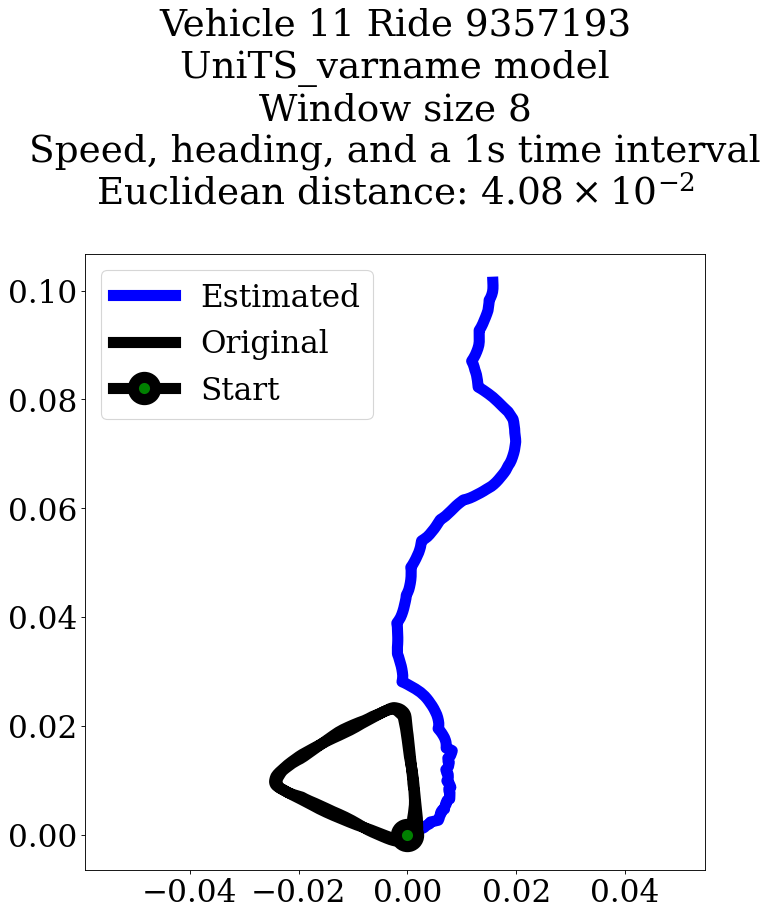 Vehicle 11 Ride 9357193
UniTS_varname model
Window size 8
Speed, heading, and a 1s time interval
Euclidean distance: 4.08 × 10⁻²
Estimated
Original
Start
0.10
0.08
0.06
0.04
0.02
0.00
−0.04 −0.02 0.00 0.02 0.04